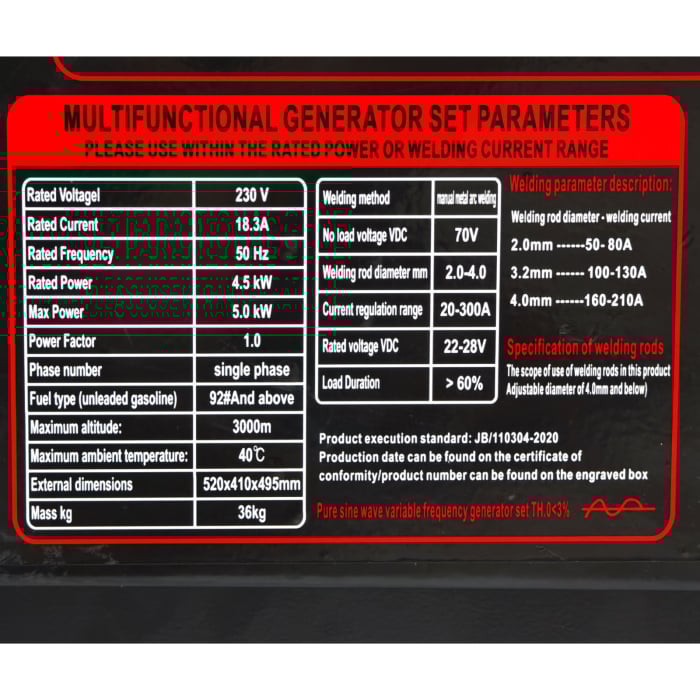 MULTIFUNCTIONAL GENERATOR SET PARAMETERS
PLEASE USE WITHIN THE RATED POWER OR WELDING CURRENT RANGE
Rated Voltagel 230 V
Rated Current 18.3A
Rated Frequency 50 Hz
Rated Power 4.5 kW
Max Power 5.0 kW
Power Factor 1.0
Phase number single phase
Fuel type (unleaded gasoline) 92#And above
Maximum altitude: 3000m
Maximum ambient temperature: 40℃
External dimensions 520x410x495mm
Mass kg 36kg
Welding method manual metal arc welding
No load voltage VDC 70V
Welding rod diameter mm 2.0-4.0
Current regulation range 20-300A
Rated voltage VDC 22-28V
Load Duration > 60%
Welding parameter description:
Welding rod diameter - welding current
2.0mm ------50- 80A
3.2mm ------ 100-130A
4.0mm ------160-210A
Specification of welding rods
The scope of use of welding rods in this product
Adjustable diameter of 4.0mm and below)
Product execution standard: JB/110304-2020
Production date can be found on the certificate of
conformity/product number can be found on the engraved box
Pure sine wave variable frequency generator set TH.0<3%